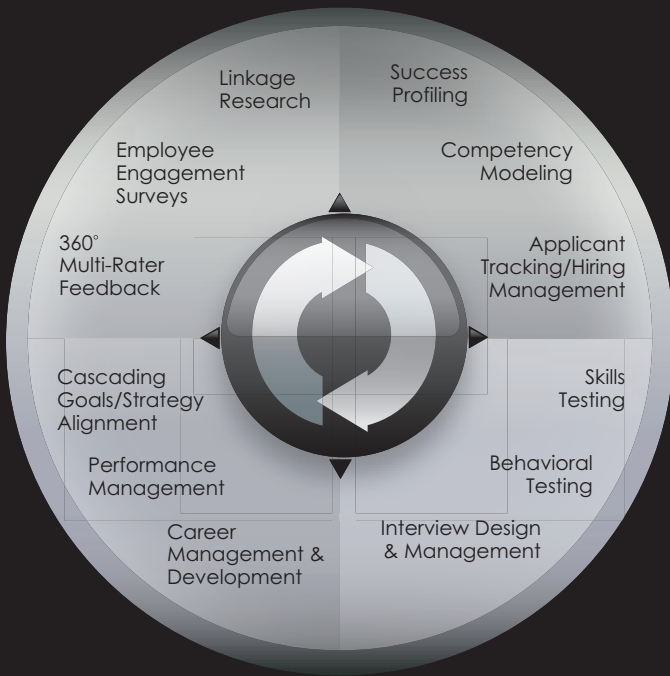 Linkage
Research
Success
Profiling
Employee
Engagement
Surveys
Competency
Modeling
360°
Multi-Rater
Feedback
Applicant
Tracking/Hiring
Management
Cascading
Goals/Strategy
Alignment
Skills
Testing
Performance
Management
Behavioral
Testing
Career
Management &
Development
Interview Design
& Management